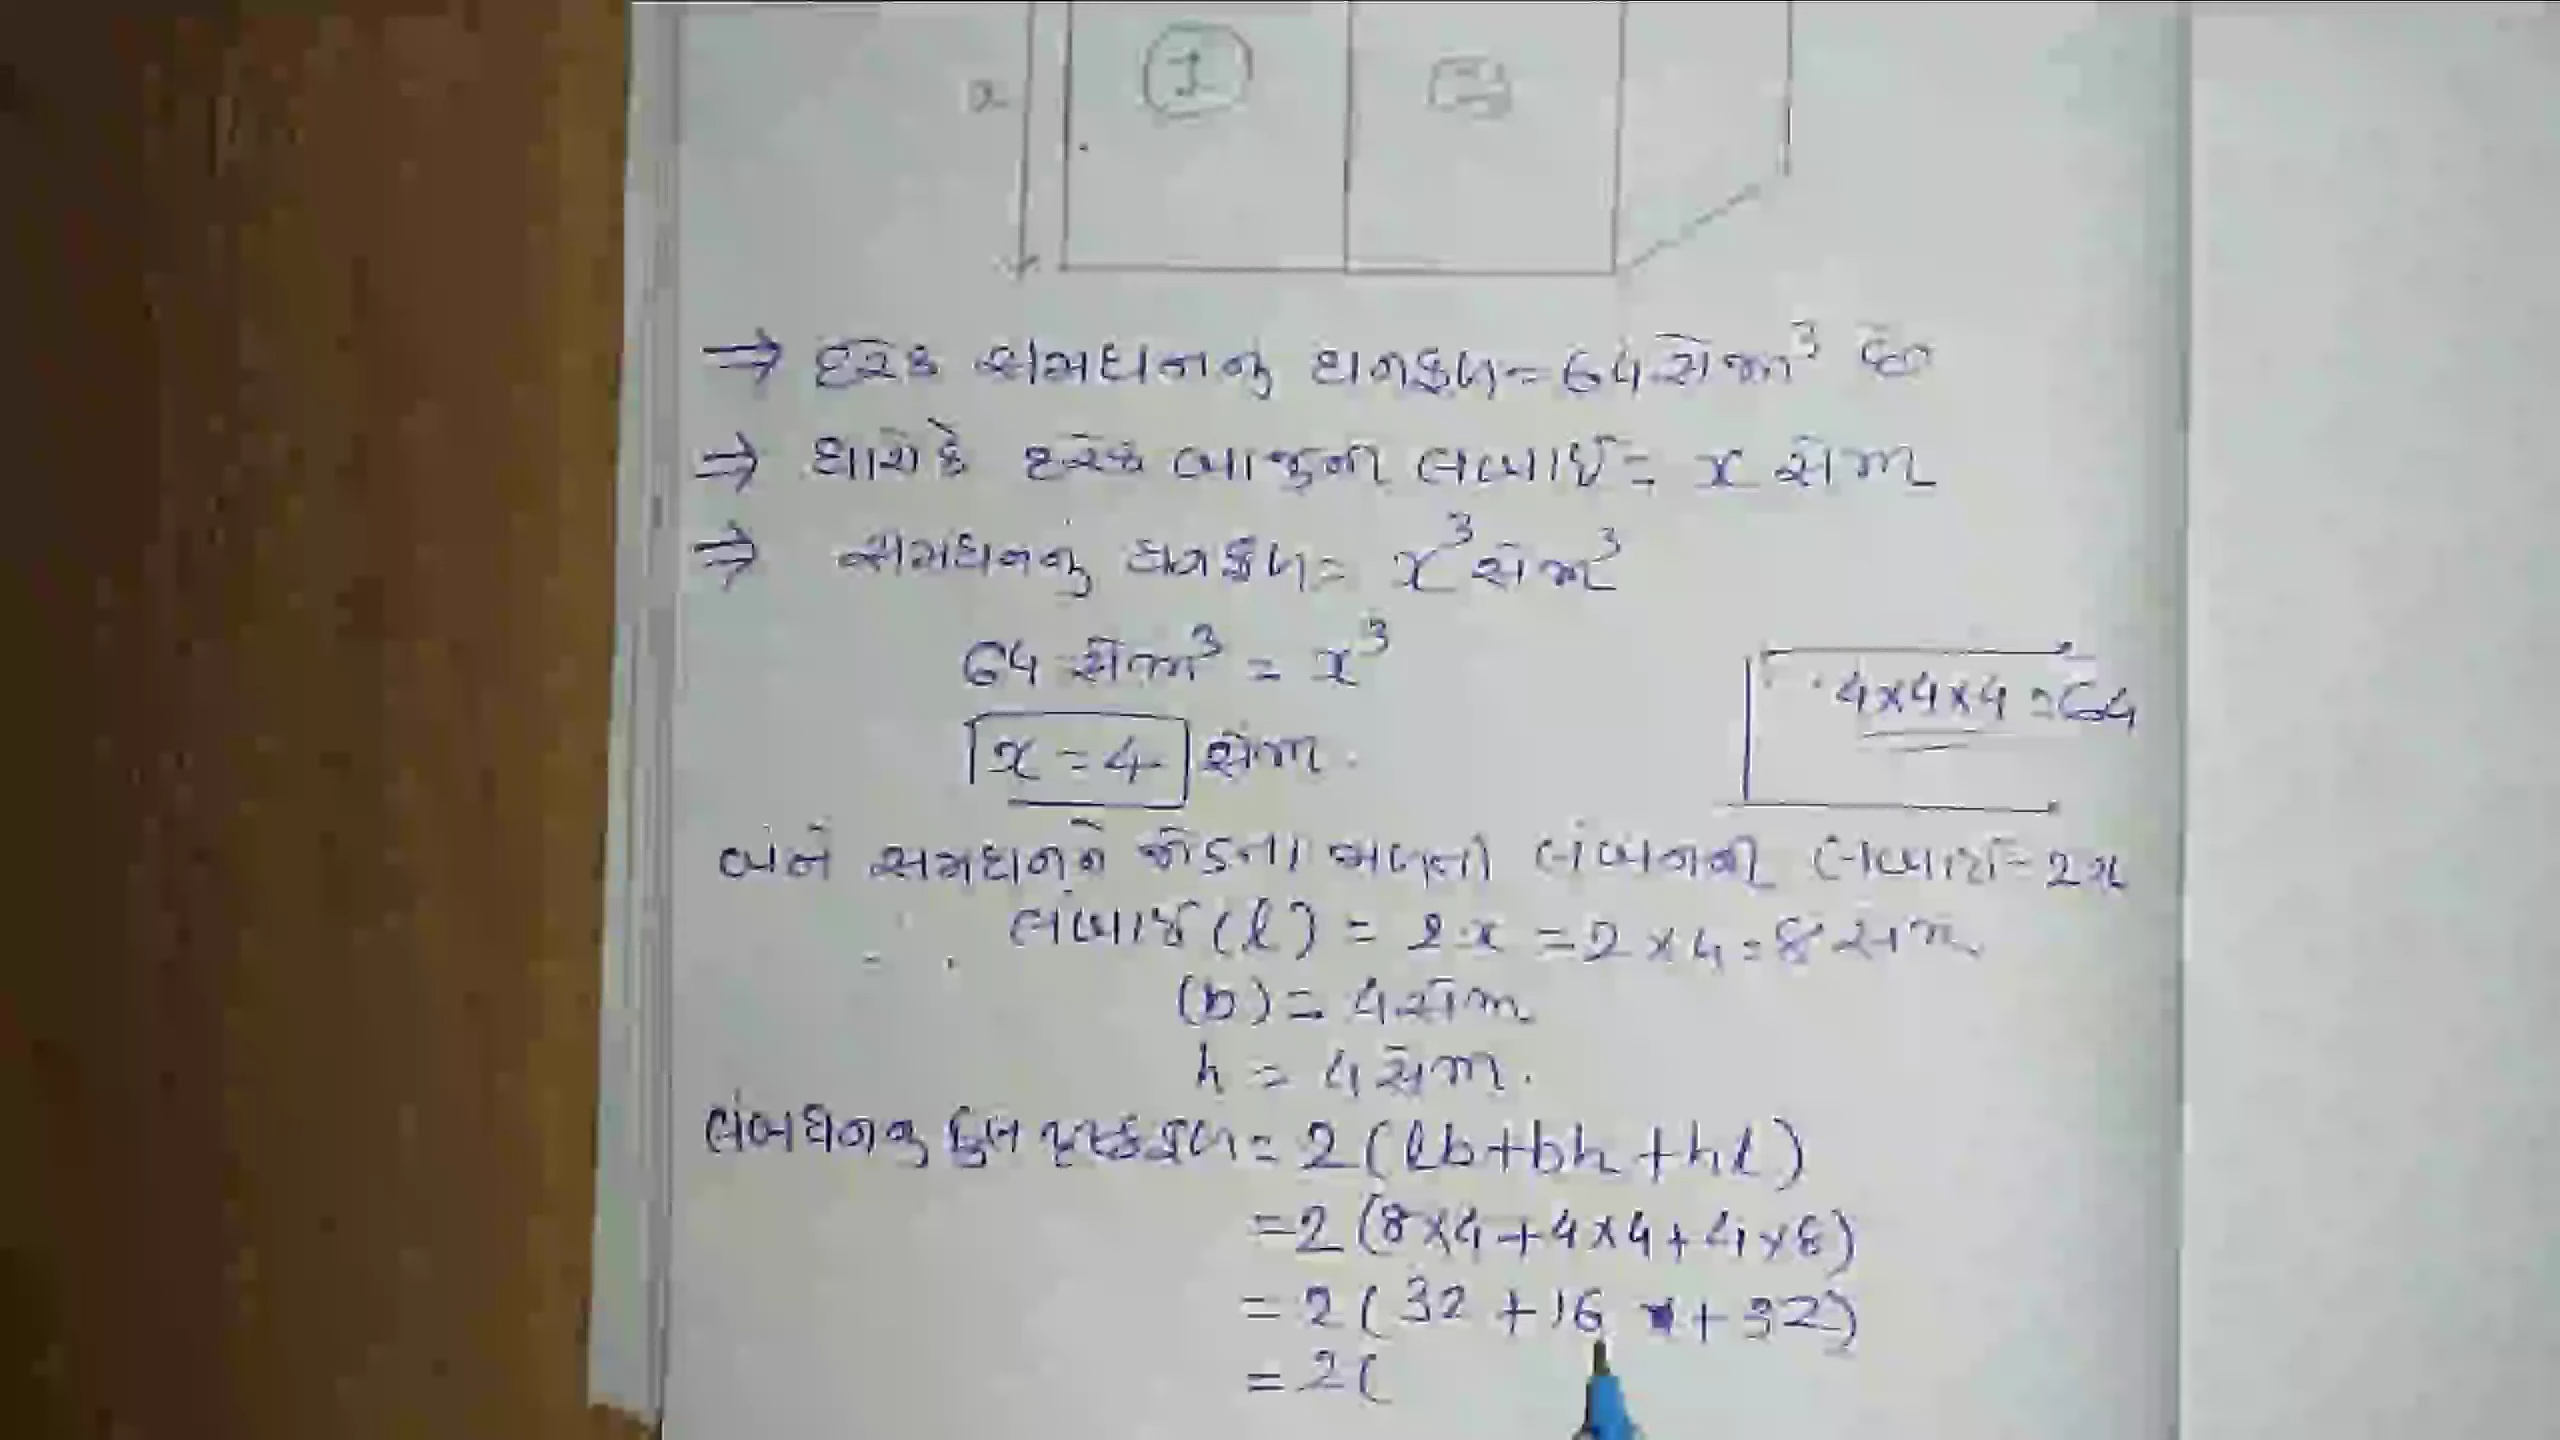 x 1 2
⇒ દરેક સમઘનનું ઘનફળ = 64 સેમી³ છે
⇒ ધારોકે દરેક બાજુની લંબાઈ = x સેમી
⇒ સમઘનનું ઘનફળ = x³ સેમી³
64 સેમી³ = x³
x = 4 સેમી.
4×4×4 = 64
બંને સમઘનને જોડતા મળતી લંબઘનની લંબાઈ = 2x
લંબાઈ (l) = 2x = 2×4 = 8 સેમી
(b) = 4 સેમી
h = 4 સેમી.
લંબઘનનું કુલ પૃષ્ઠફળ = 2(lb+bh+hl)
= 2(8×4+4×4+4×8)
= 2(32+16+32)
= 2(